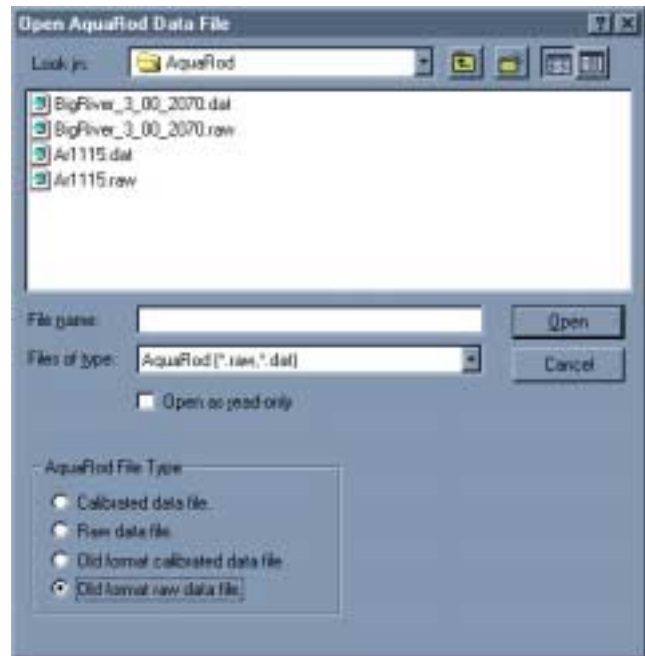 Open AquaRod Data File
Look in: AquaRod
BigRiver_3_00_2070.dat
BigRiver_3_00_2070.raw
Ar1115.dat
Ar1115.raw
File name: Open
Files of type: AquaRod (*.raw,*.dat) Cancel
Open as read-only
AquaRod File Type
Calibrated data file.
Raw data file.
Old format calibrated data file
Old format raw data file.